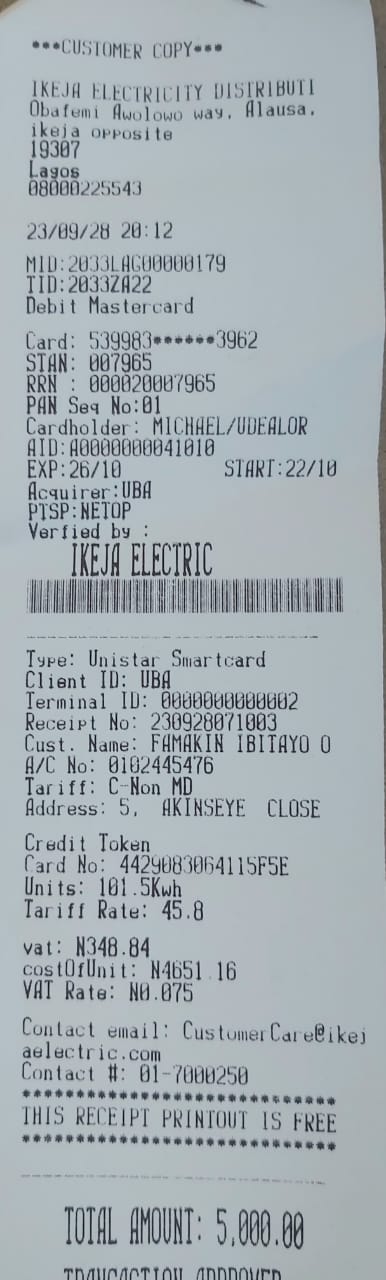 ***CUSTOMER COPY***
IKEJA ELECTRICITY DISTRIBUTI
Obafemi Awolowo way, Alausa,
ikeja opposite
19307
Lagos
08000225543
23/09/28 20:12
MID:2033LAG00000179
TID:2033ZA22
Debit Mastercard
Card: 539983******3962
STAN: 007965
RRN : 000020007965
PAN Seq No:01
Cardholder: MICHAEL/UDEALOR
AID:A0000000041010
EXP:26/10 START:22/10
Acquirer:UBA
PTSP:NETOP
Verfied by :
IKEJA ELECTRIC
Type: Unistar Smartcard
Client ID: UBA
Terminal ID: 0000000000002
Receipt No: 230928071003
Cust. Name: FAMAKIN IBITAYO O
A/C No: 0102445476
Tariff: C-Non MD
Address: 5, AKINSEYE CLOSE
Credit Token
Card No: 4429083064115F5E
Units: 101.5Kwh
Tariff Rate: 45.8
vat: N348.84
costOfUnit: N4651.16
VAT Rate: N0.075
Contact email: CustomerCare@ikej
aelectric.com
Contact #: 01-7000250
****************************
THIS RECEIPT PRINTOUT IS FREE
****************************
TOTAL AMOUNT: 5,000.00
TRANSACTION APPROVED